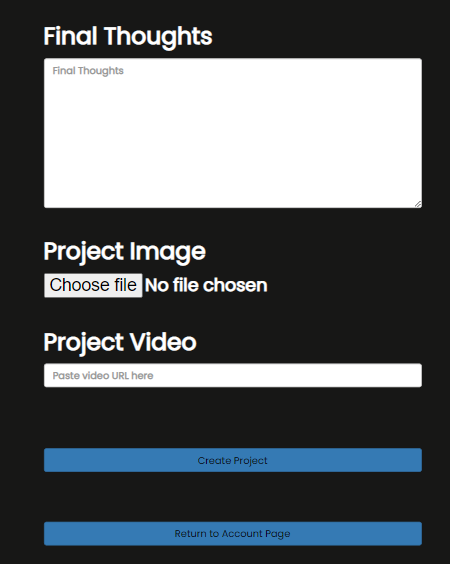 Final Thoughts
Final Thoughts
Project Image
Choose file No file chosen
Project Video
Paste video URL here
Create Project
Return to Account Page